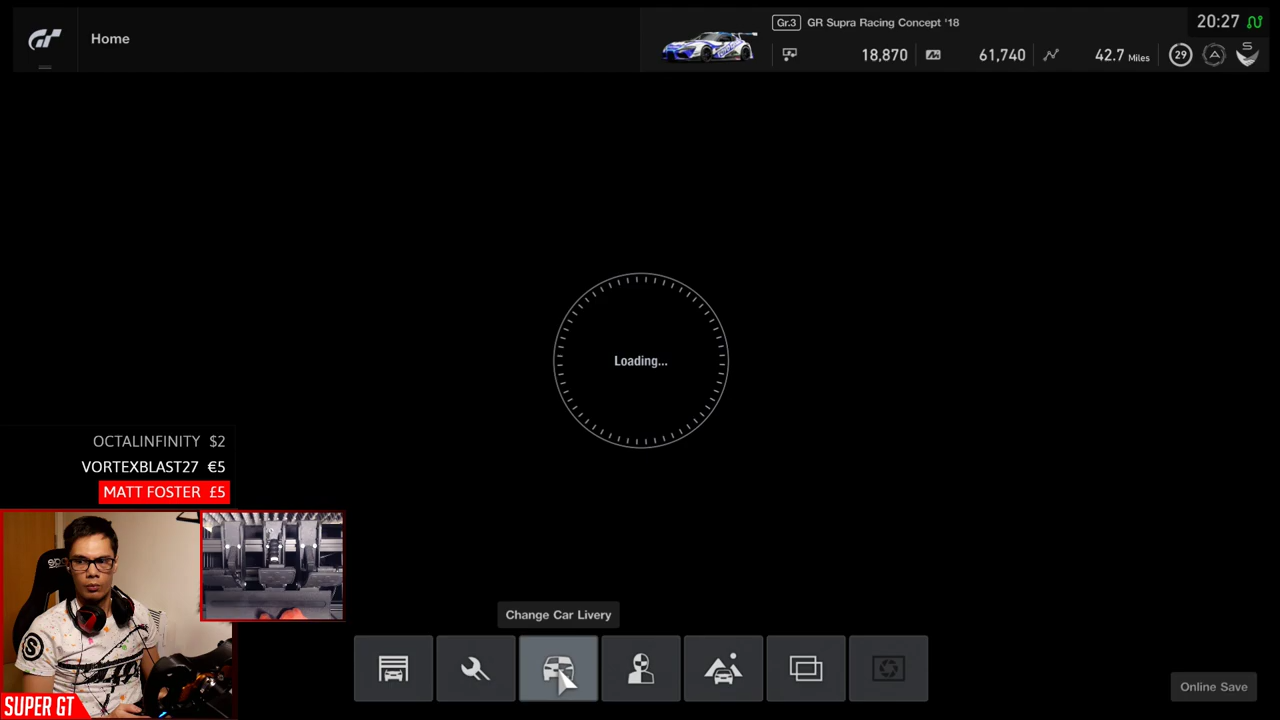 Home
Gr.3 GR Supra Racing Concept '18
20:27
18,870
61,740
42.7 Miles
29
A
S
Loading...
OCTALINFINITY $2
VORTEXBLAST27 €5
MATT FOSTER £5
Change Car Livery
SUPER GT
Online Save